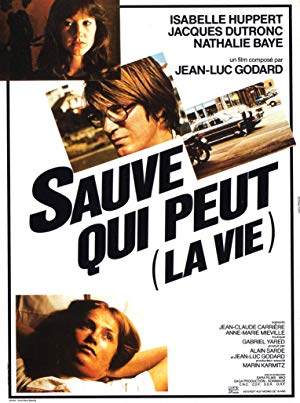 ISABELLE HUPPERT
JACQUES DUTRONC
NATHALIE BAYE
un film composé par
JEAN-LUC GODARD
SAUVE
QUI PEUT
(LA VIE)
JEAN-CLAUDE CARRIÈRE
ANNE-MARIE MIÉVILLE
GABRIEL YARED
ALAIN SARDE
JEAN-LUC GODARD
MARIN KARMITZ